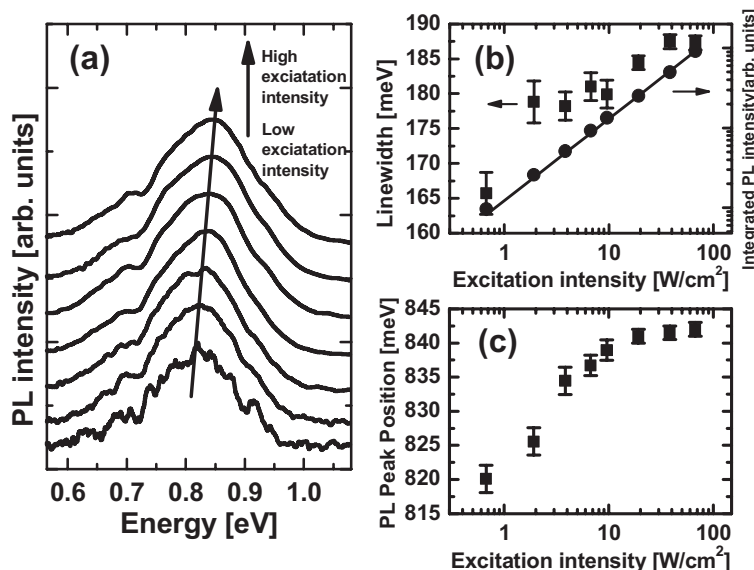 (a)
High
exciatation
intensity
Low
exciatation
intensity
PL intensity [arb. units]
0.6 0.7 0.8 0.9 1.0
Energy [eV]
(b)
190
185
180
175
170
165
160
Linewidth [meV]
Integrated PL intensity[arb. units]
1 10 100
Excitation intensity [W/cm²]
(c)
845
840
835
830
825
820
815
PL Peak Position [meV]
1 10 100
Excitation intensity [W/cm²]